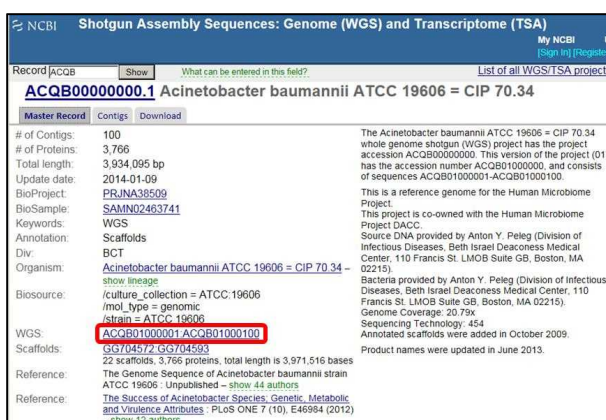 NCBI Shotgun Assembly Sequences: Genome (WGS) and Transcriptome (TSA)
My NCBI
[Sign In] [Registe
Record ACQB Show What can be entered in this field? List of all WGS/TSA project
ACQB00000000.1 Acinetobacter baumannii ATCC 19606 = CIP 70.34
Master Record Contigs Download
# of Contigs: 100
# of Proteins: 3,766
Total length: 3,934,095 bp
Update date: 2014-01-09
BioProject: PRJNA38509
BioSample: SAMN02463741
Keywords: WGS
Annotation: Scaffolds
Div: BCT
Organism: Acinetobacter baumannii ATCC 19606 = CIP 70.34 –
show lineage
Biosource: /culture_collection = ATCC:19606
/mol_type = genomic
/strain = ATCC 19606
WGS: ACQB01000001:ACQB01000100
Scaffolds: GG704572:GG704593
22 scaffolds, 3,766 proteins, total length is 3,971,516 bases
Reference: The Genome Sequence of Acinetobacter baumannii strain
ATCC 19606 : Unpublished – show 44 authors
Reference: The Success of Acinetobacter Species; Genetic, Metabolic
and Virulence Attributes : PLoS ONE 7 (10), E46984 (2012)
– show 12 authors
The Acinetobacter baumannii ATCC 19606 = CIP 70.34
whole genome shotgun (WGS) project has the project
accession ACQB00000000. This version of the project (01
has the accession number ACQB01000000, and consists
of sequences ACQB01000001-ACQB01000100.
This is a reference genome for the Human Microbiome
Project.
This project is co-owned with the Human Microbiome
Project DACC.
Source DNA provided by Anton Y. Peleg (Division of
Infectious Diseases, Beth Israel Deaconess Medical
Center, 110 Francis St. LMOB Suite GB, Boston, MA
02215).
Bacteria provided by Anton Y. Peleg (Division of Infectious
Diseases, Beth Israel Deaconess Medical Center, 110
Francis St. LMOB Suite GB, Boston, MA 02215).
Genome Coverage: 20.79x
Sequencing Technology: 454
Annotated scaffolds were added in October 2009.
Product names were updated in June 2013.